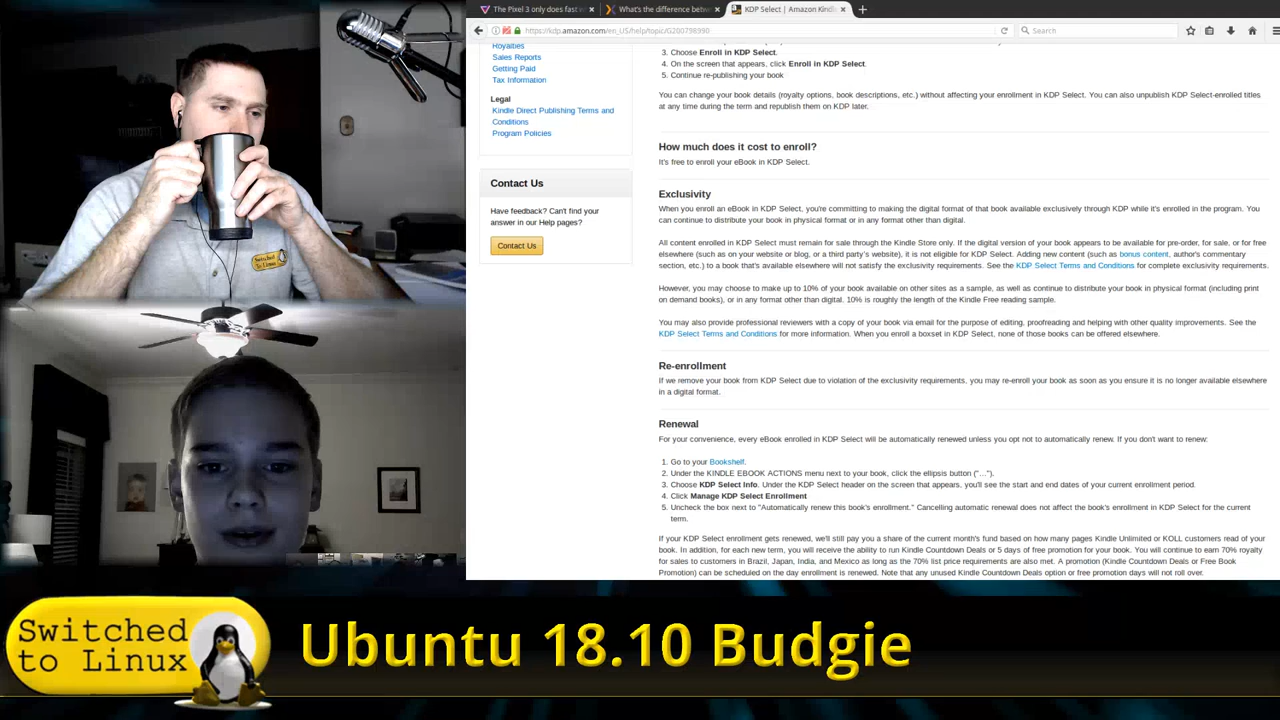 The Pixel 3 only does fast w
What's the difference betw
KDP Select | Amazon Kindl
https://kdp.amazon.com/en_US/help/topic/G200798990
Search
Royalties
Sales Reports
Getting Paid
Tax Information
Legal
Kindle Direct Publishing Terms and
Conditions
Program Policies
Contact Us
Have feedback? Can't find your
answer in our Help pages?
Contact Us
3. Choose Enroll in KDP Select.
4. On the screen that appears, click Enroll in KDP Select.
5. Continue re-publishing your book
You can change your book details (royalty options, book descriptions, etc.) without affecting your enrollment in KDP Select. You can also unpublish KDP Select-enrolled titles
at any time during the term and republish them on KDP later.
How much does it cost to enroll?
It's free to enroll your eBook in KDP Select.
Exclusivity
When you enroll an eBook in KDP Select, you're committing to making the digital format of that book available exclusively through KDP while it's enrolled in the program. You
can continue to distribute your book in physical format or in any format other than digital.
All content enrolled in KDP Select must remain for sale through the Kindle Store only. If the digital version of your book appears to be available for pre-order, for sale, or for free
elsewhere (such as on your website or blog, or a third party's website), it is not eligible for KDP Select. Adding new content (such as bonus content, author's commentary
section, etc.) to a book that's available elsewhere will not satisfy the exclusivity requirements. See the KDP Select Terms and Conditions for complete exclusivity requirements.
However, you may choose to make up to 10% of your book available on other sites as a sample, as well as continue to distribute your book in physical format (including print
on demand books), or in any format other than digital. 10% is roughly the length of the Kindle Free reading sample.
You may also provide professional reviewers with a copy of your book via email for the purpose of editing, proofreading and helping with other quality improvements. See the
KDP Select Terms and Conditions for more information. When you enroll a boxset in KDP Select, none of those books can be offered elsewhere.
Re-enrollment
If we remove your book from KDP Select due to violation of the exclusivity requirements, you may re-enroll your book as soon as you ensure it is no longer available elsewhere
in a digital format.
Renewal
For your convenience, every eBook enrolled in KDP Select will be automatically renewed unless you opt not to automatically renew. If you don't want to renew:
1. Go to your Bookshelf.
2. Under the KINDLE EBOOK ACTIONS menu next to your book, click the ellipsis button ("…").
3. Choose KDP Select Info. Under the KDP Select header on the screen that appears, you'll see the start and end dates of your current enrollment period.
4. Click Manage KDP Select Enrollment
5. Uncheck the box next to "Automatically renew this book's enrollment." Cancelling automatic renewal does not affect the book's enrollment in KDP Select for the current
term.
If your KDP Select enrollment gets renewed, we'll still pay you a share of the current month's fund based on how many pages Kindle Unlimited or KOLL customers read of your
book. In addition, for each new term, you will receive the ability to run Kindle Countdown Deals or 5 days of free promotion for your book. You will continue to earn 70% royalty
for sales to customers in Brazil, Japan, India, and Mexico as long as the 70% list price requirements are also met. A promotion (Kindle Countdown Deals or Free Book
Promotion) can be scheduled on the day enrollment is renewed. Note that any unused Kindle Countdown Deals option or free promotion days will not roll over.
Switched
to Linux
Switched
to Linux
Ubuntu 18.10 Budgie